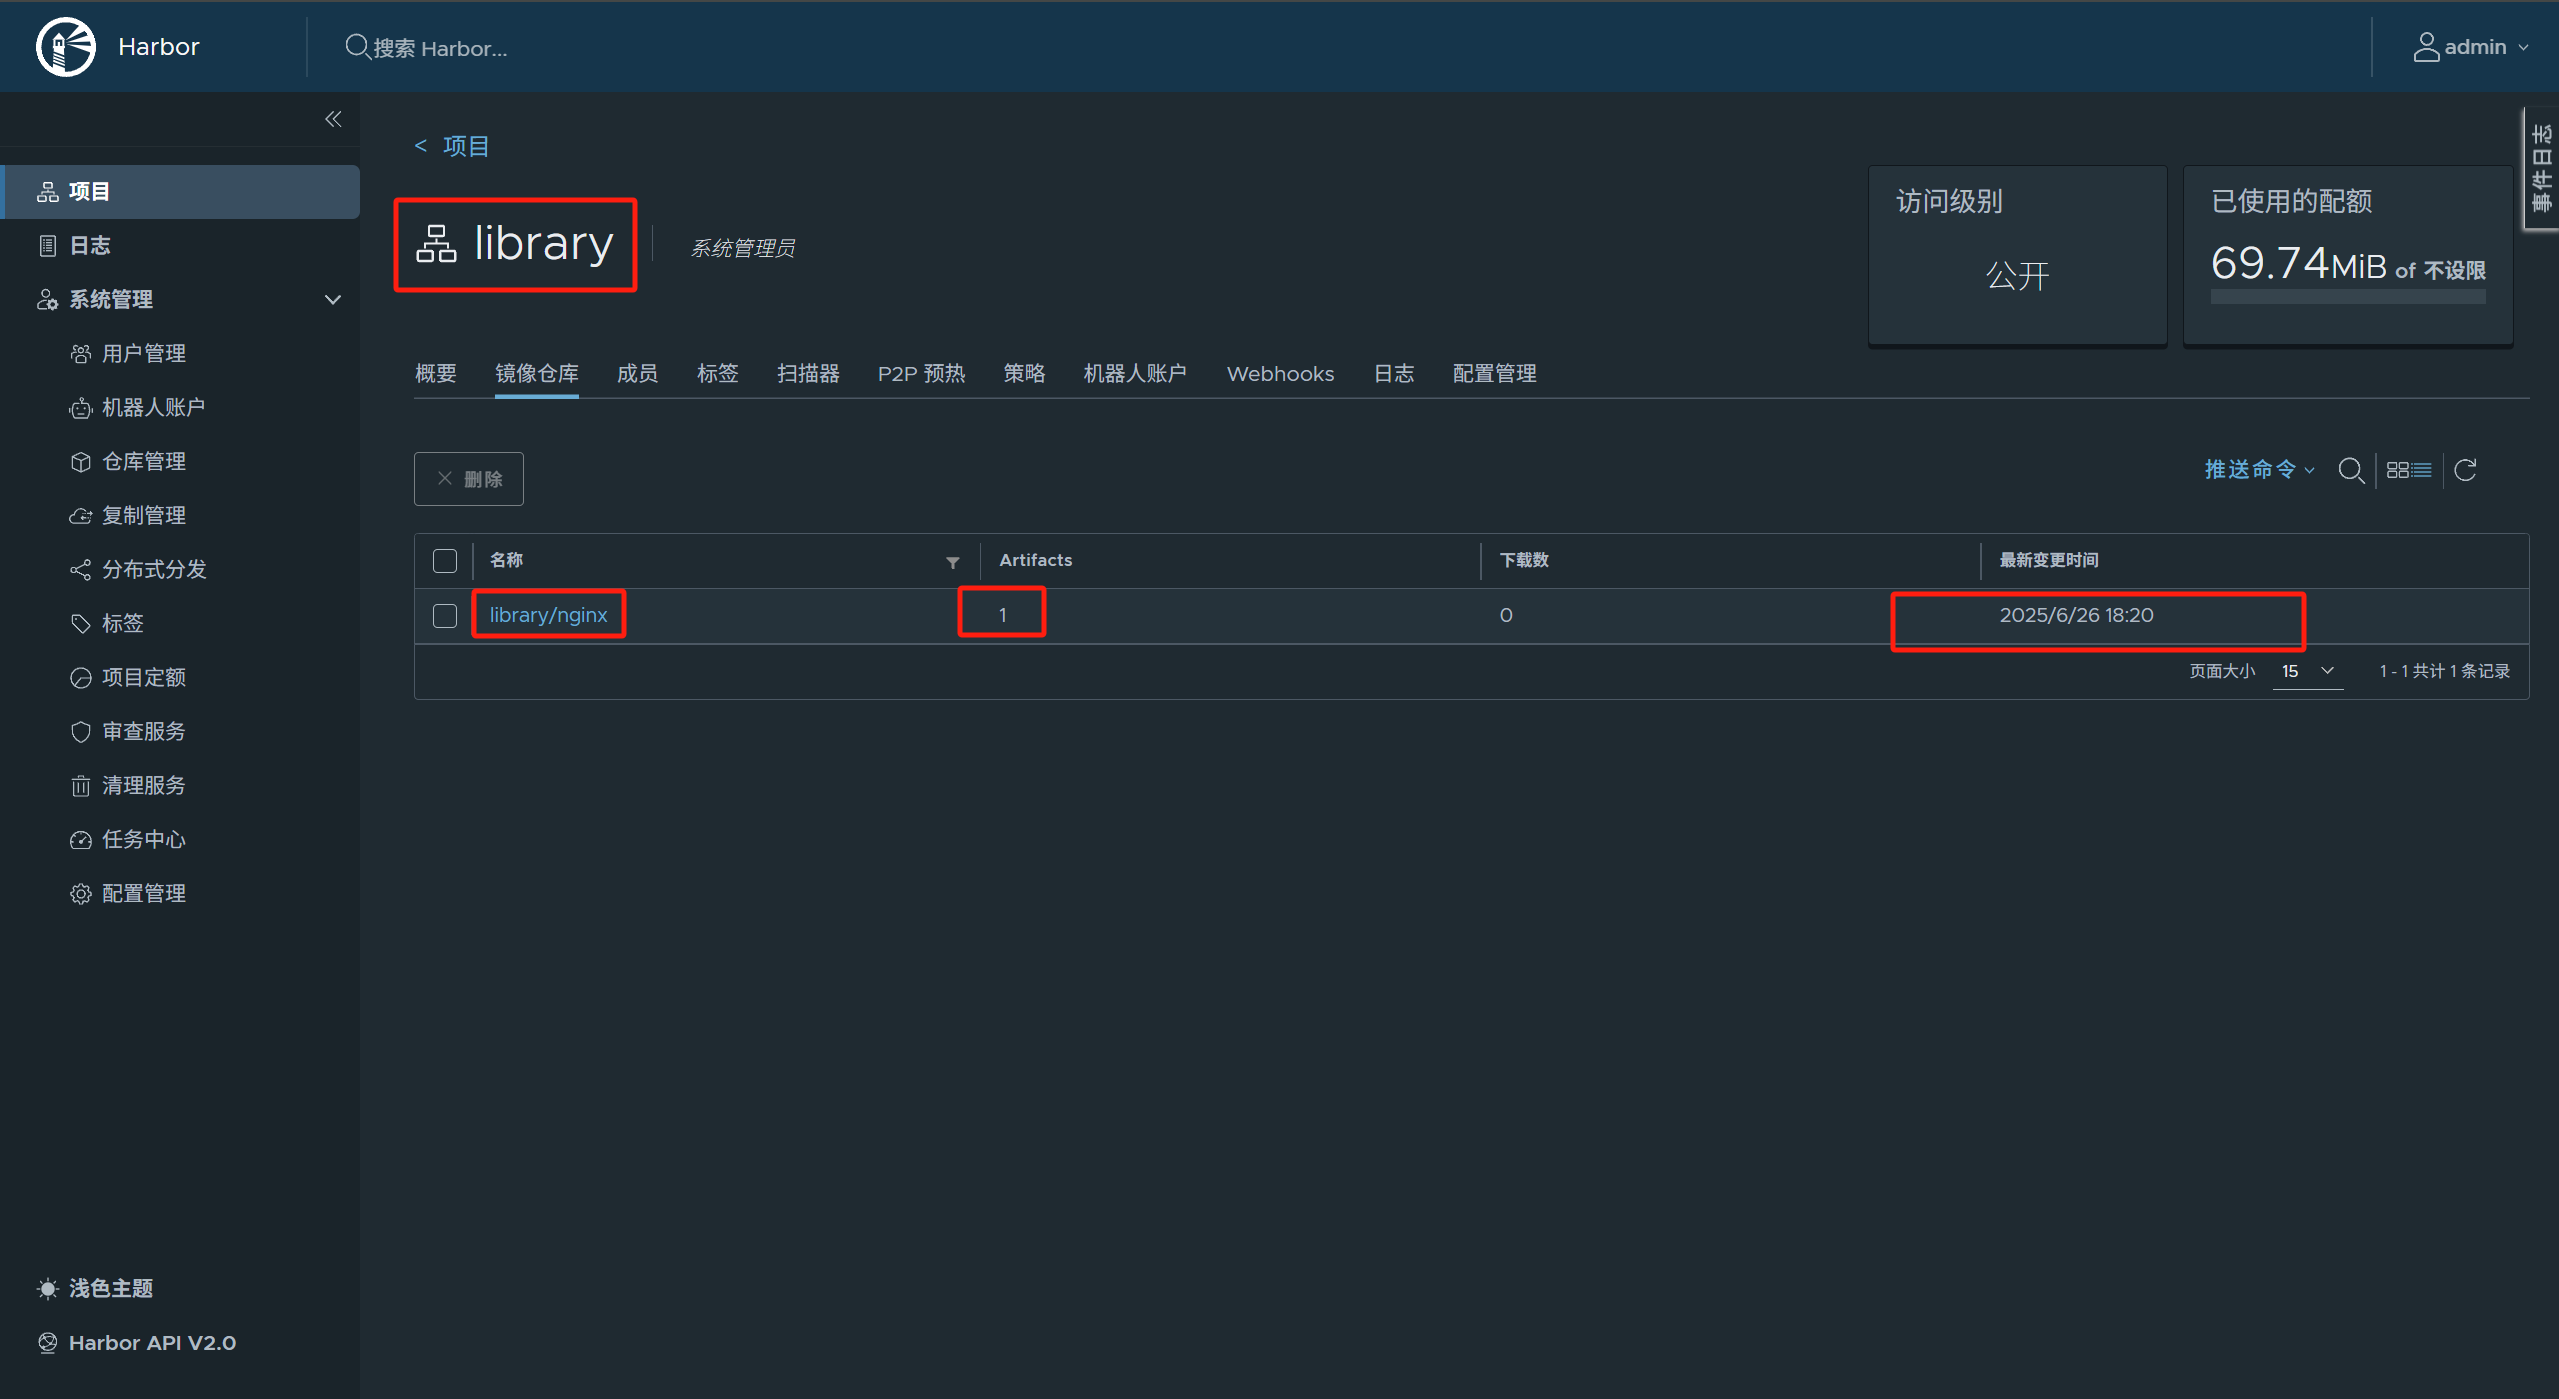 Harbor
搜索 Harbor...
admin
事件日志
项目
日志
系统管理
用户管理
机器人账户
仓库管理
复制管理
分布式分发
标签
项目定额
审查服务
清理服务
任务中心
配置管理
浅色主题
Harbor API V2.0
< 项目
library
系统管理员
访问级别
公开
已使用的配额
69.74MiB of 不设限
概要 镜像仓库 成员 标签 扫描器 P2P 预热 策略 机器人账户 Webhooks 日志 配置管理
删除
推送命令
名称 Artifacts 下载数 最新变更时间
library/nginx 1 0 2025/6/26 18:20
页面大小 15 1 - 1 共计 1 条记录